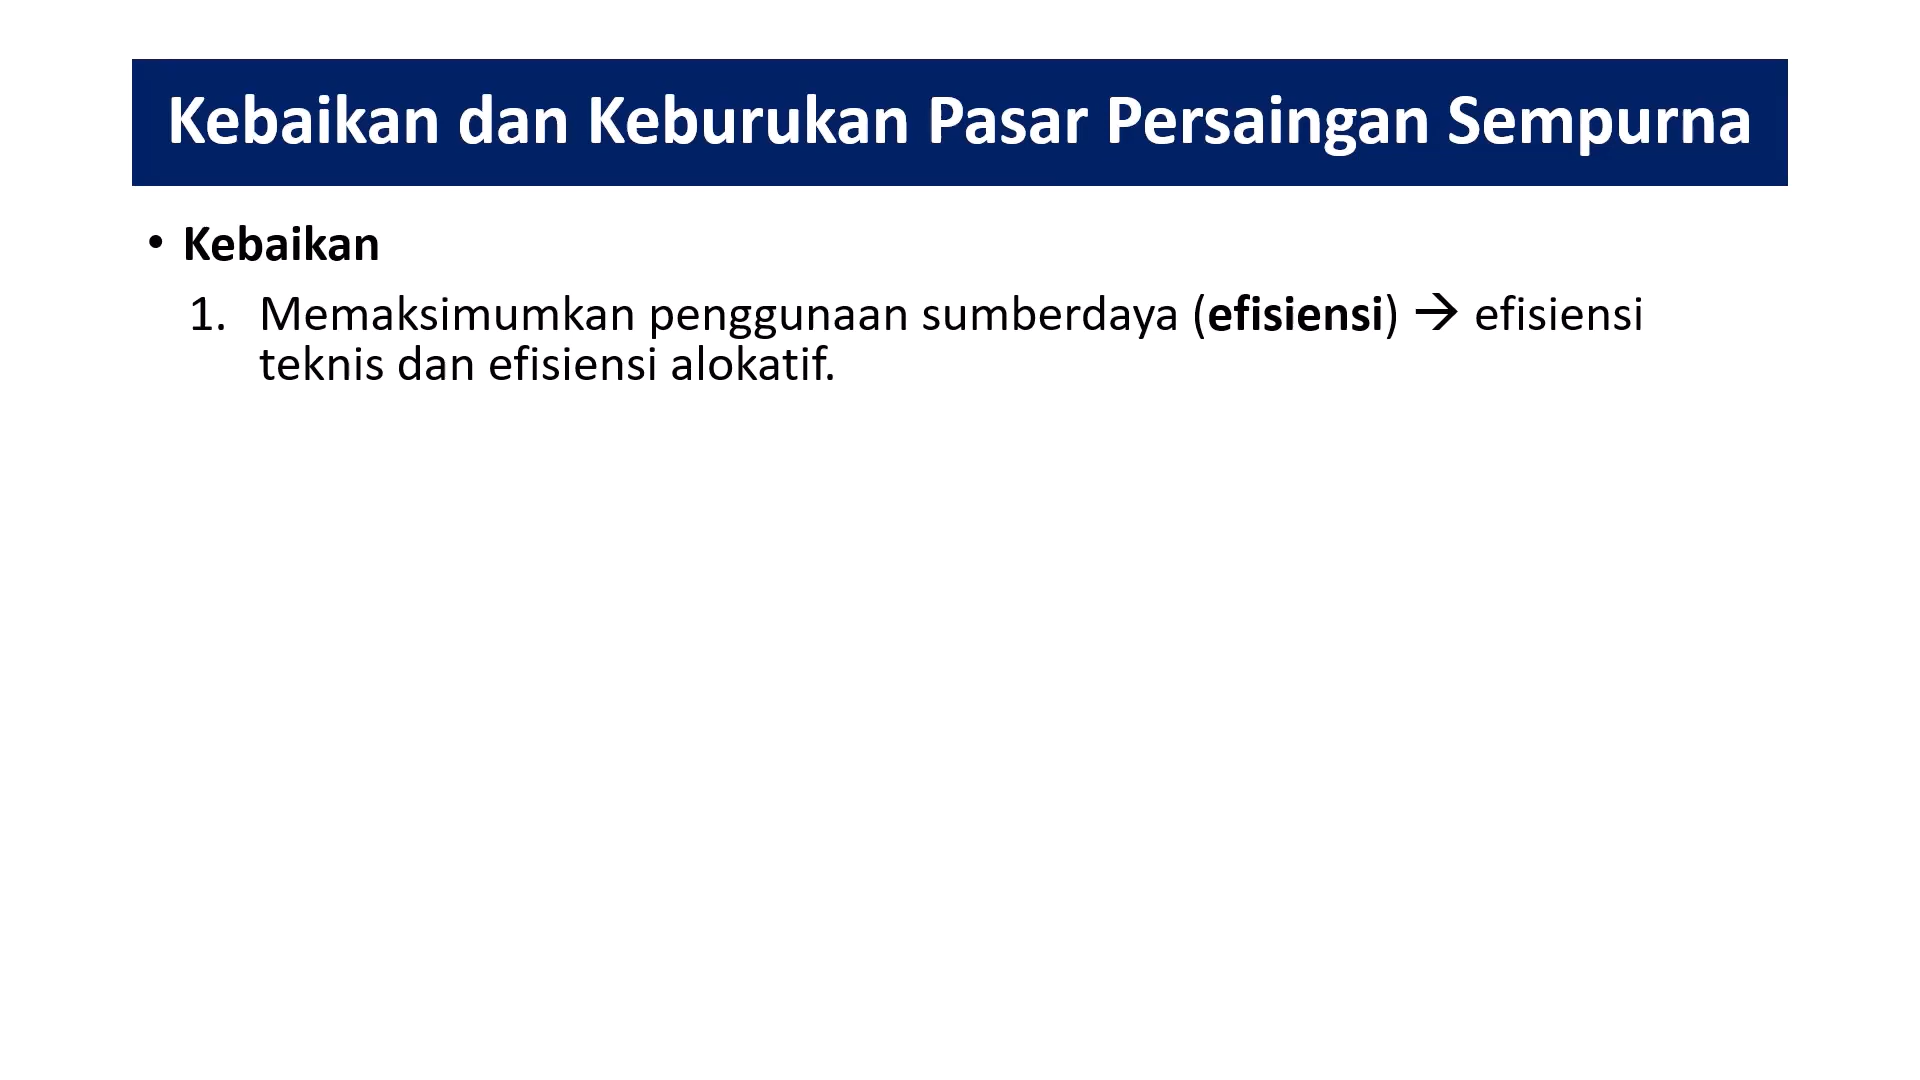 Kebaikan dan Keburukan Pasar Persaingan Sempurna
• Kebaikan
1. Memaksimumkan penggunaan sumberdaya (efisiensi) → efisiensi
teknis dan efisiensi alokatif.